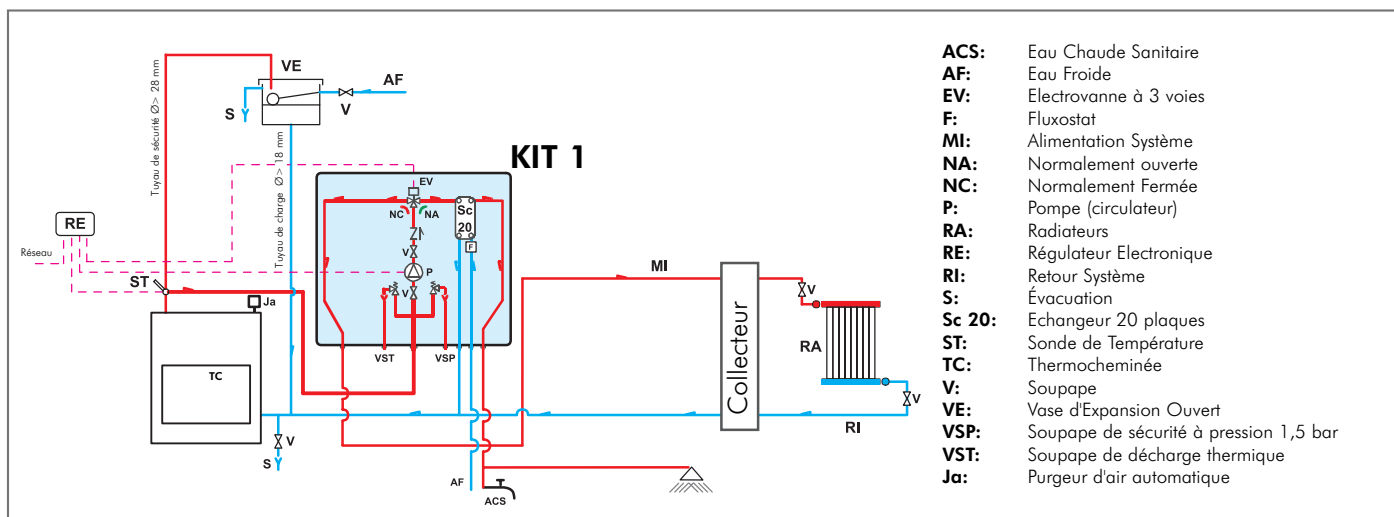 VE
AF
V
S
Tuyau de sécurité Ø> 28 mm
Tuyau de charge Ø> 18 mm
KIT 1
EV
NC
NA
Sc
20
F
V
P
V
VST
VSP
RE
Réseau
ST
Ja
TC
V
S
AF
ACS
MI
Collecteur
V
RA
V
RI
ACS: Eau Chaude Sanitaire
AF: Eau Froide
EV: Electrovanne à 3 voies
F: Fluxostat
MI: Alimentation Système
NA: Normalement ouverte
NC: Normalement Fermée
P: Pompe (circulateur)
RA: Radiateurs
RE: Régulateur Electronique
RI: Retour Système
S: Évacuation
Sc 20: Echangeur 20 plaques
ST: Sonde de Température
TC: Thermocheminée
V: Soupape
VE: Vase d'Expansion Ouvert
VSP: Soupape de sécurité à pression 1,5 bar
VST: Soupape de décharge thermique
Ja: Purgeur d'air automatique